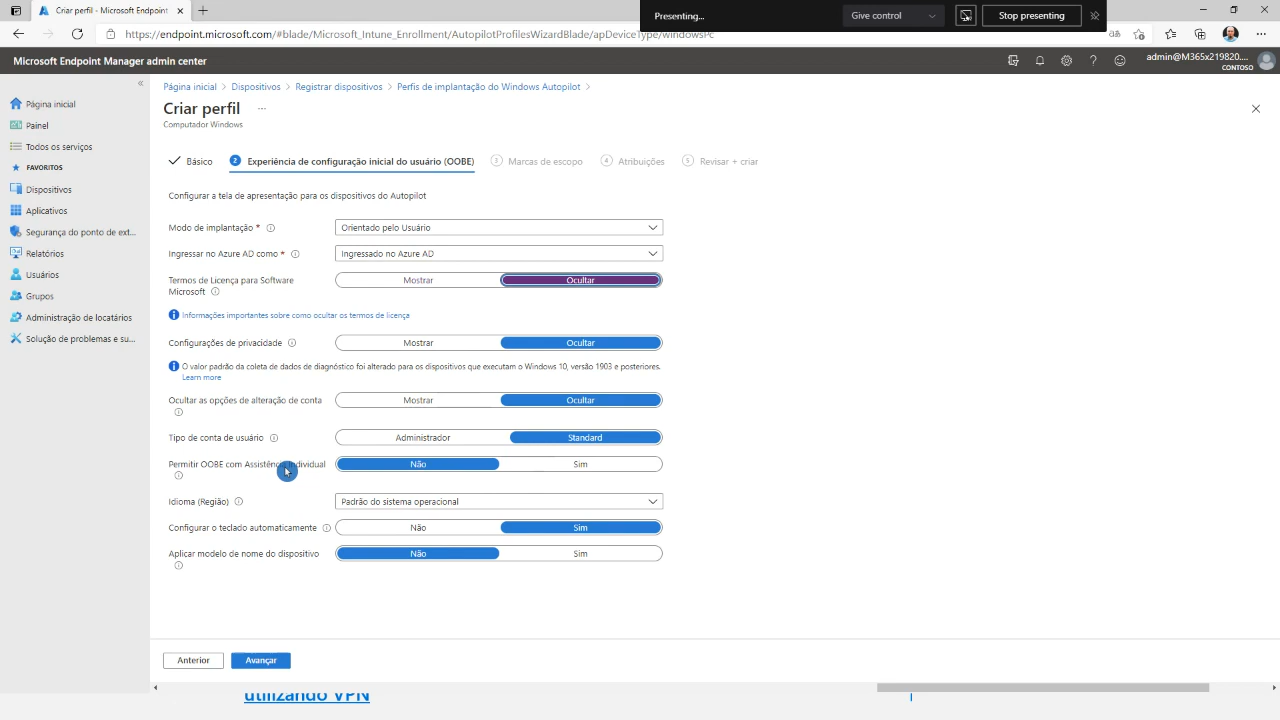 Criar perfil - Microsoft Endpoint
Presenting...
Give control
Stop presenting
https://endpoint.microsoft.com/#blade/Microsoft_Intune_Enrollment/AutopilotProfilesWizardBlade/apDeviceType/windowsPc
Microsoft Endpoint Manager admin center
admin@M365x219820....
CONTOSO
Página inicial
Painel
Todos os serviços
FAVORITOS
Dispositivos
Aplicativos
Segurança do ponto de ext...
Relatórios
Usuários
Grupos
Administração de locatários
Solução de problemas e su...
Página inicial > Dispositivos > Registrar dispositivos > Perfis de implantação do Windows Autopilot >
Criar perfil ...
Computador Windows
Básico
2 Experiência de configuração inicial do usuário (OOBE)
3 Marcas de escopo
4 Atribuições
5 Revisar + criar
Configurar a tela de apresentação para os dispositivos do Autopilot
Modo de implantação * Orientado pelo Usuário
Ingressar no Azure AD como * Ingressado no Azure AD
Termos de Licença para Software
Microsoft
Mostrar Ocultar
Informações importantes sobre como ocultar os termos de licença
Configurações de privacidade Mostrar Ocultar
O valor padrão da coleta de dados de diagnóstico foi alterado para os dispositivos que executam o Windows 10, versão 1903 e posteriores.
Learn more
Ocultar as opções de alteração de conta Mostrar Ocultar
Tipo de conta de usuário Administrador Standard
Permitir OOBE com Assistência Individual Não Sim
Idioma (Região) Padrão do sistema operacional
Configurar o teclado automaticamente Não Sim
Aplicar modelo de nome do dispositivo Não Sim
Anterior Avançar
utilizando VPN